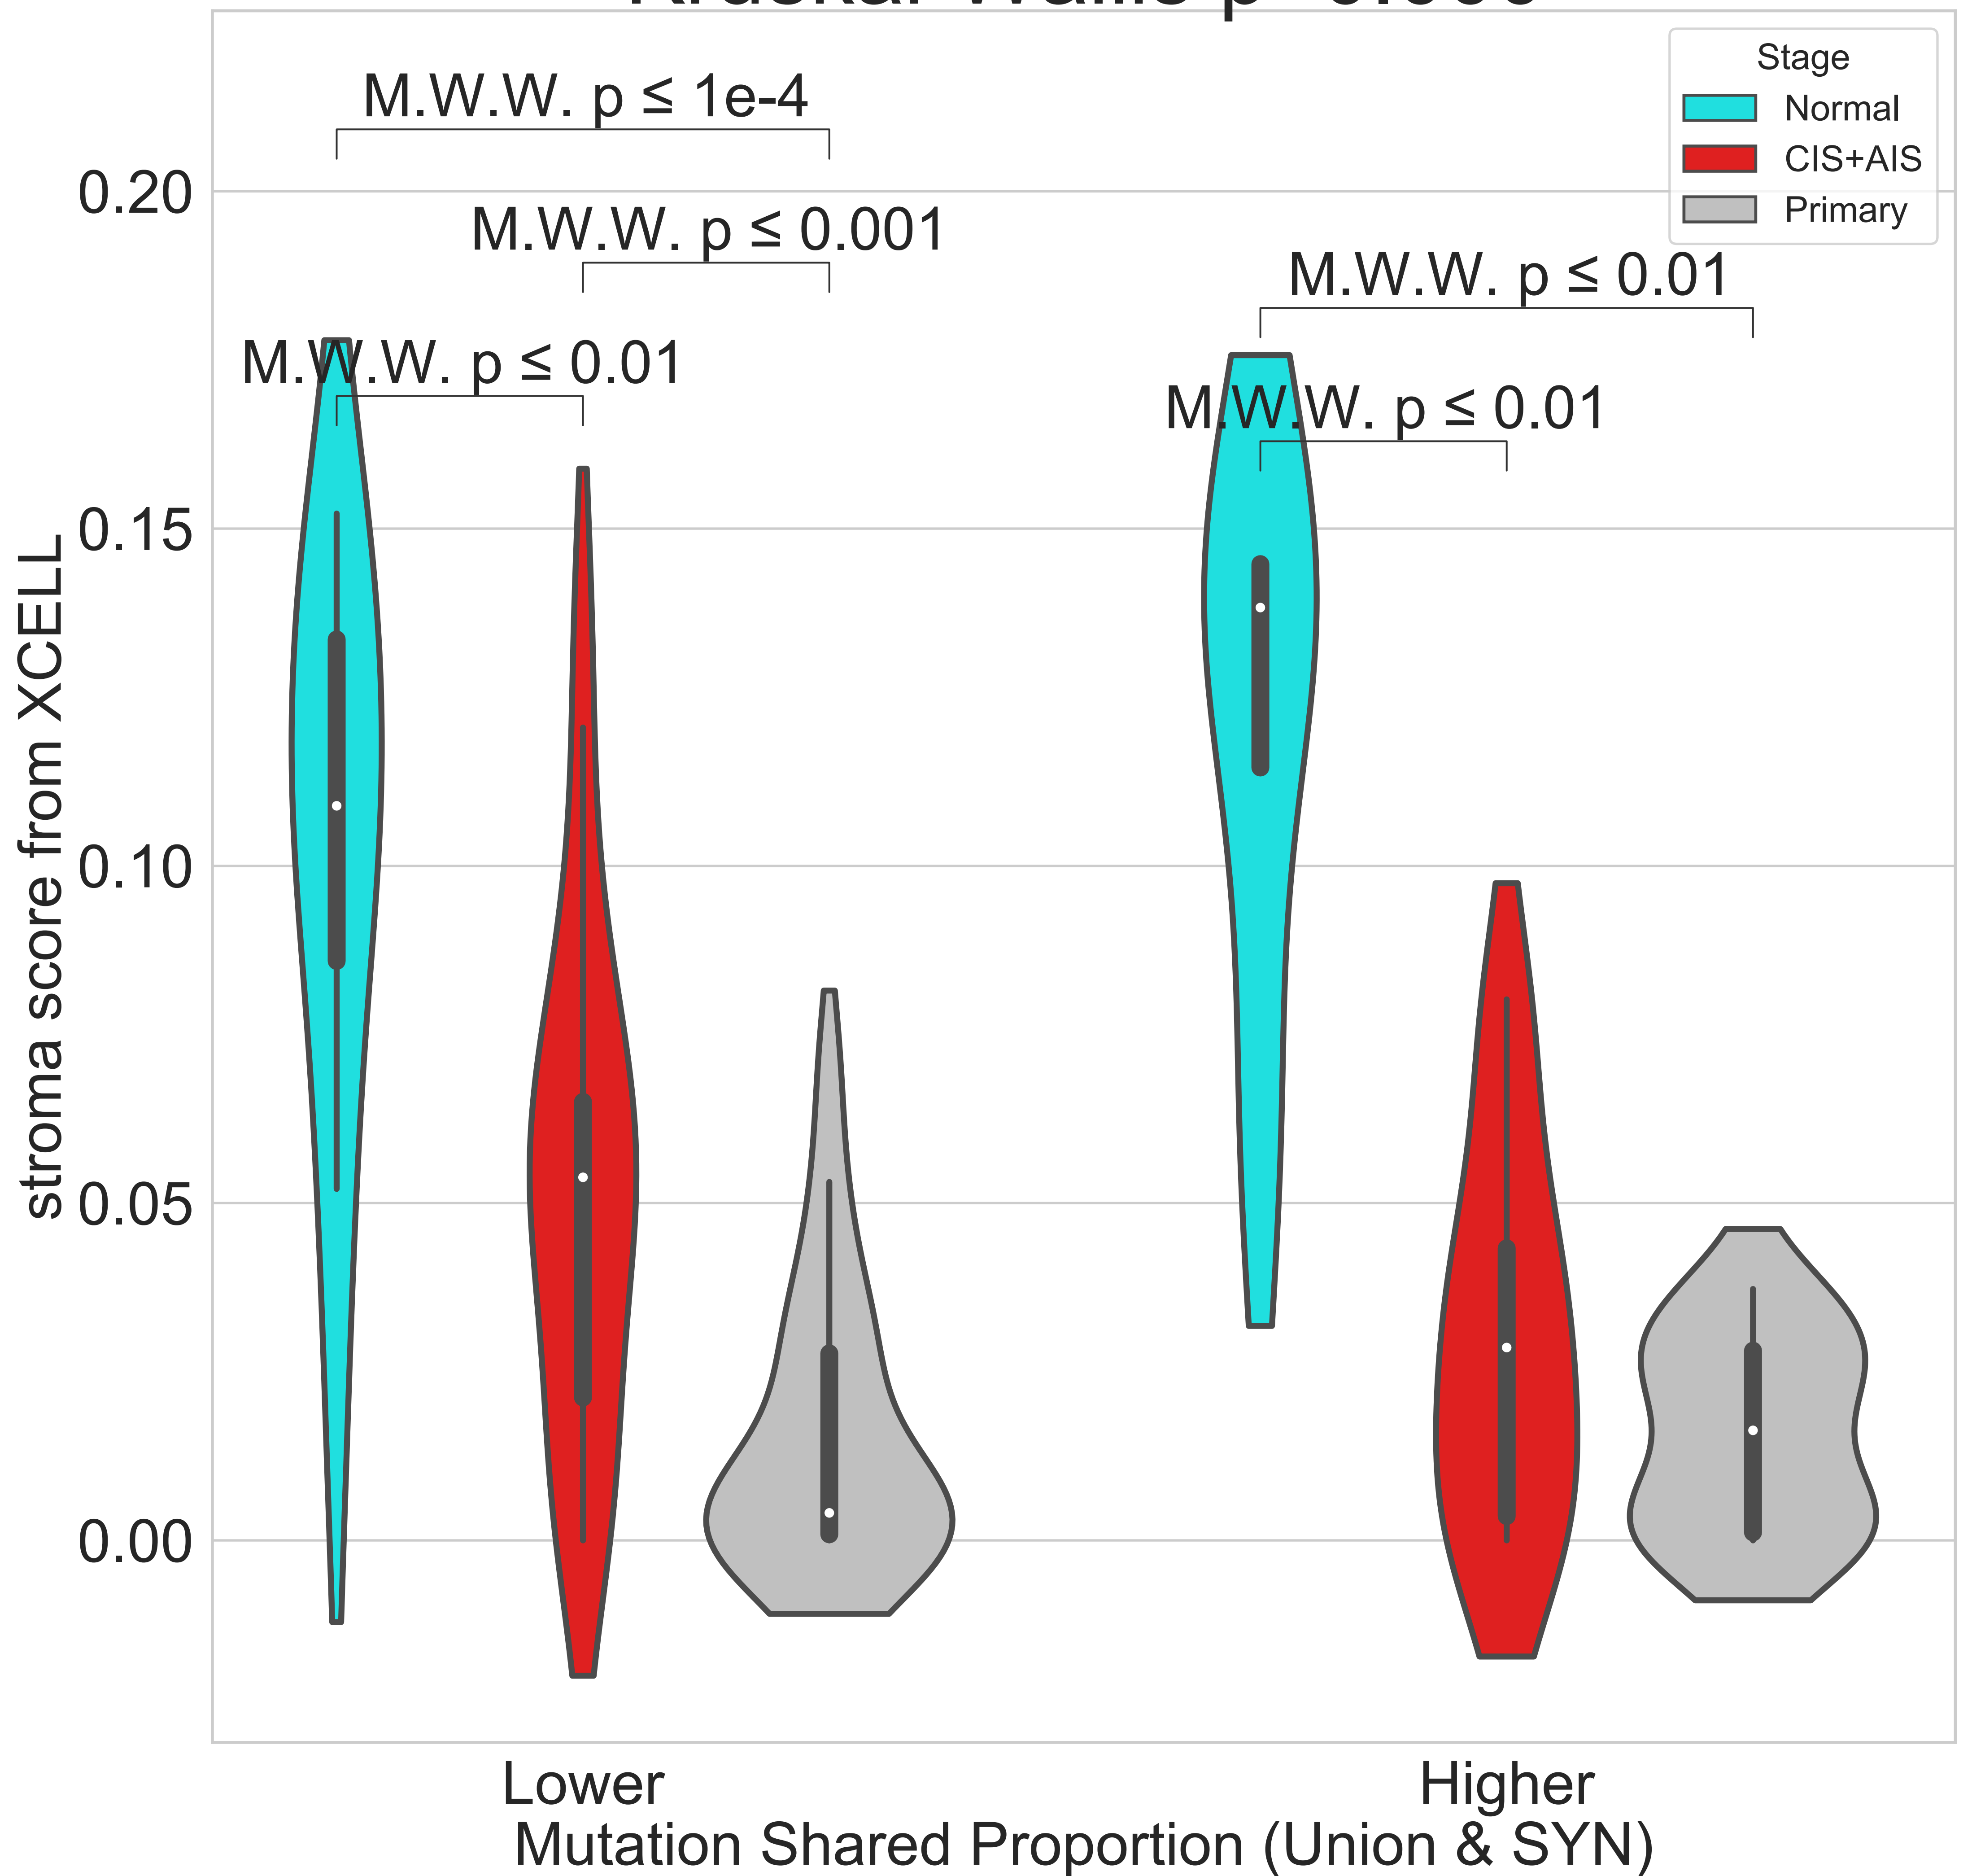 Stage
Normal
CIS+AIS
Primary
M.W.W. p ≤ 1e-4
M.W.W. p ≤ 0.001
M.W.W. p ≤ 0.01
M.W.W. p ≤ 0.01
M.W.W. p ≤ 0.01
stroma score from XCELL
0.20
0.15
0.10
0.05
0.00
Lower
Higher
Mutation Shared Proportion (Union & SYN)